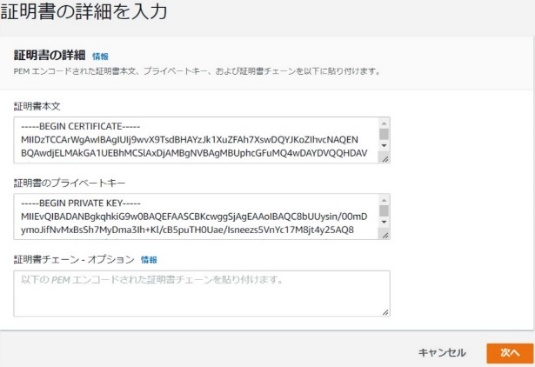 証明書の詳細を入力
証明書の詳細 情報
PEM エンコードされた証明書本文、プライベートキー、および証明書チェーンを以下に貼り付けます。
証明書本文
-----BEGIN CERTIFICATE-----
MIIDzTCCArWgAwIBAgIUIj9wvX9TsdBHAYzJk1XuZFAh7XswDQYJKoZIhvcNAQEN
BQAwdjELMAkGA1UEBhMCSlAxDjAMBgNVBAgMBUphcGFuMQ4wDAYDVQQHDAV
証明書のプライベートキー
-----BEGIN PRIVATE KEY-----
MIIEvQIBADANBgkqhkiG9w0BAQEFAASCBKcwggSjAgEAAoIBAQC8bUUysin/00mD
ymoJifNvMxBsSh7MyDma3Ih+KI/cB5puTH0Uae/Isneezs5VnYc17M8jt4y25AQ8
証明書チェーン - オプション 情報
以下の PEM エンコードされた証明書チェーンを貼り付けます。
キャンセル 次へ